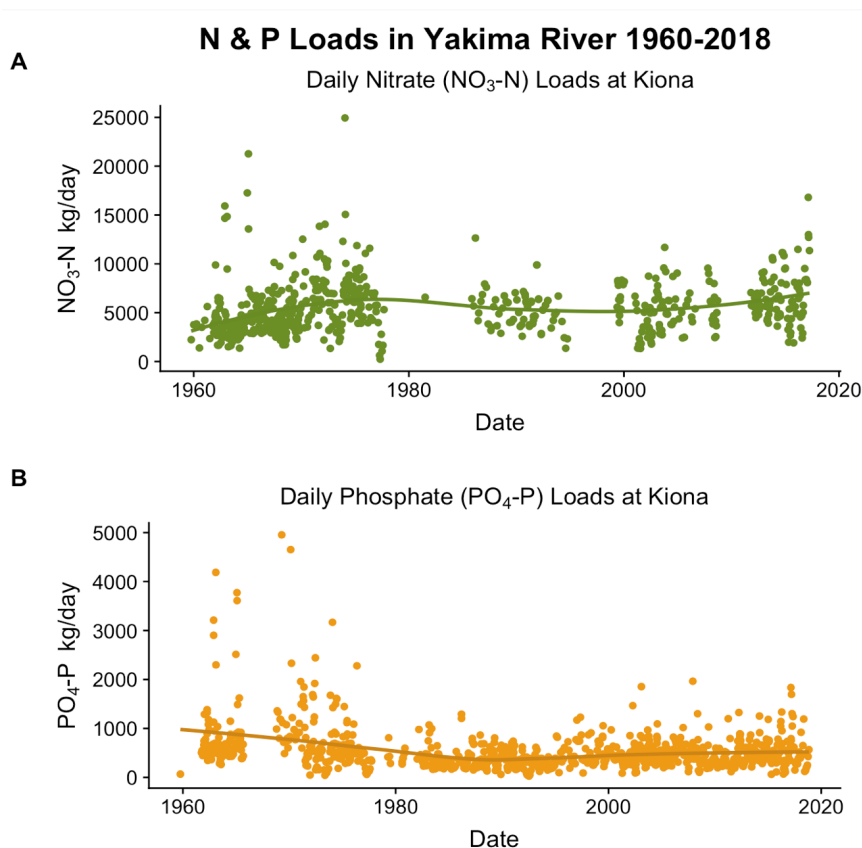 N & P Loads in Yakima River 1960-2018
A
Daily Nitrate (NO₃-N) Loads at Kiona
25000
20000
15000
10000
5000
0
NO₃-N kg/day
1960 1980 2000 2020
Date
B
Daily Phosphate (PO₄-P) Loads at Kiona
5000
4000
3000
2000
1000
0
PO₄-P kg/day
1960 1980 2000 2020
Date